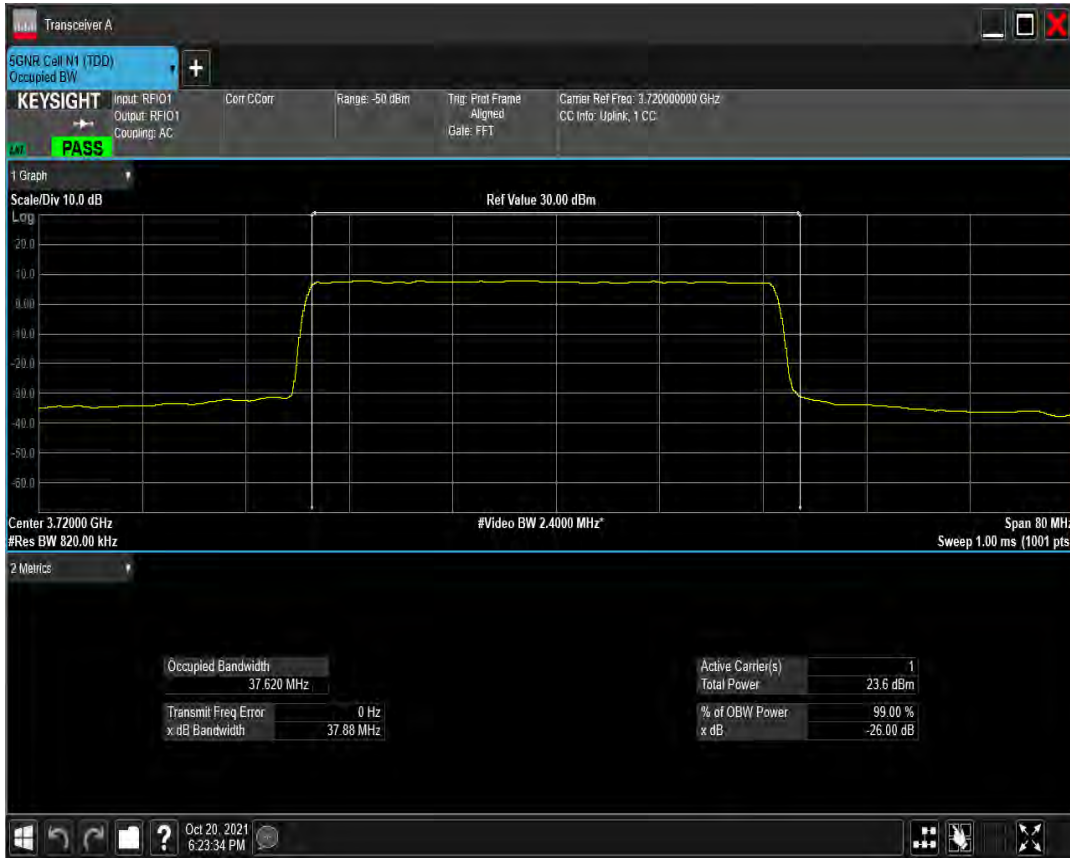 Transceiver A
5GNR Cell N1 (TDD)
Occupied BW
KEYSIGHT
Input: RFIO1
Output: RFIO1
Coupling: AC
Corr CCorr
Range: -50 dBm
Trig: Prot Frame
Aligned
Gate: FFT
Carrier Ref Freq: 3.720000000 GHz
CC Info: Uplink, 1 CC
PASS
1 Graph
Scale/Div 10.0 dB
Ref Value 30.00 dBm
Log
20.0
10.0
0.00
-10.0
-20.0
-30.0
-40.0
-50.0
-60.0
Center 3.72000 GHz
#Video BW 2.4000 MHz*
Span 80 MHz
#Res BW 820.00 kHz
Sweep 1.00 ms (1001 pts
2 Metrics
Occupied Bandwidth
37.620 MHz
Transmit Freq Error 0 Hz
x dB Bandwidth 37.88 MHz
Active Carrier(s) 1
Total Power 23.6 dBm
% of OBW Power 99.00 %
x dB -26.00 dB
Oct 20, 2021
6:23:34 PM